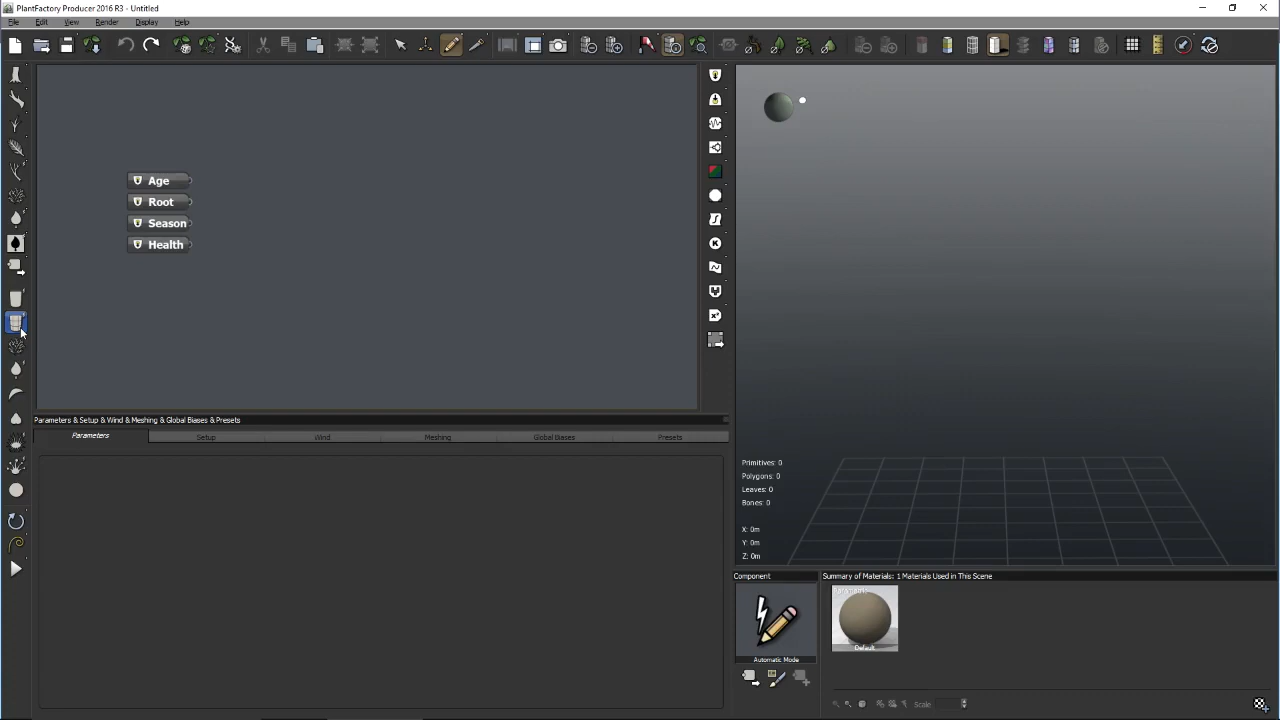 PlantFactory Producer 2016 R3 - Untitled
File Edit View Render Display Help
Age
Root
Season
Health
Parameters & Setup & Wind & Meshing & Global Biases & Presets
Parameters Setup Wind Meshing Global Biases Presets
Primitives: 0
Polygons: 0
Leaves: 0
Bones: 0
X: 0m
Y: 0m
Z: 0m
Component
Automatic Mode
Summary of Materials: 1 Materials Used in This Scene
Default
Scale